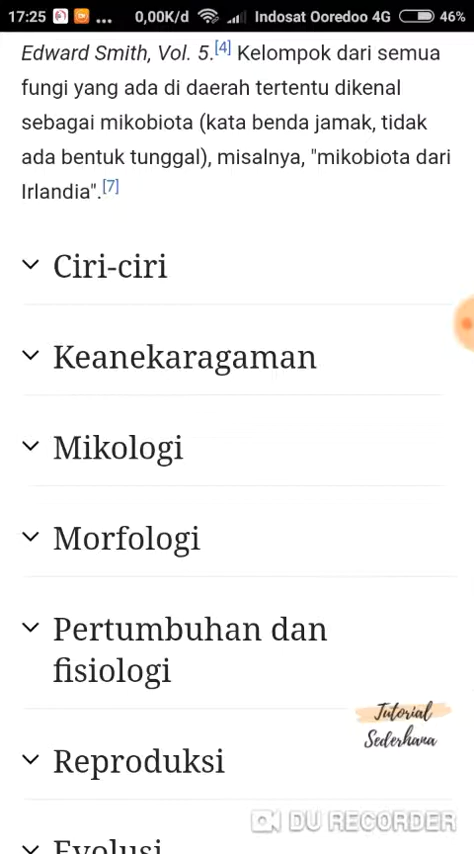 17:25 ... 0,00K/d Indosat Ooredoo 4G 46%
Edward Smith, Vol. 5.[4] Kelompok dari semua
fungi yang ada di daerah tertentu dikenal
sebagai mikobiota (kata benda jamak, tidak
ada bentuk tunggal), misalnya, "mikobiota dari
Irlandia".[7]
Ciri-ciri
Keanekaragaman
Mikologi
Morfologi
Pertumbuhan dan
fisiologi
Tutorial
Sederhana
Reproduksi
DU RECORDER
Evolusi